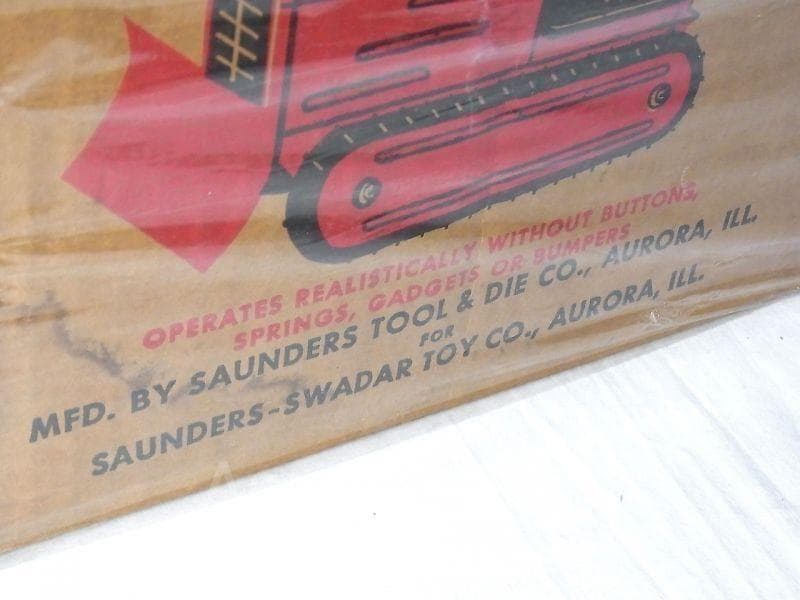 OPERATES REALISTICALLY WITHOUT BUTTONS,
SPRINGS, GADGETS OR BUMPERS
MFD. BY SAUNDERS TOOL & DIE CO., AURORA, ILL.
FOR
SAUNDERS-SWADAR TOY CO., AURORA, ILL.